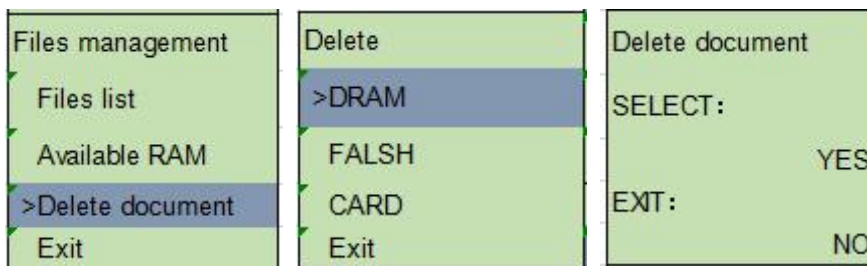 Files management
Files list
Available RAM
>Delete document
Exit
Delete
>DRAM
FALSH
CARD
Exit
Delete document
SELECT:
YES
EXIT:
NO